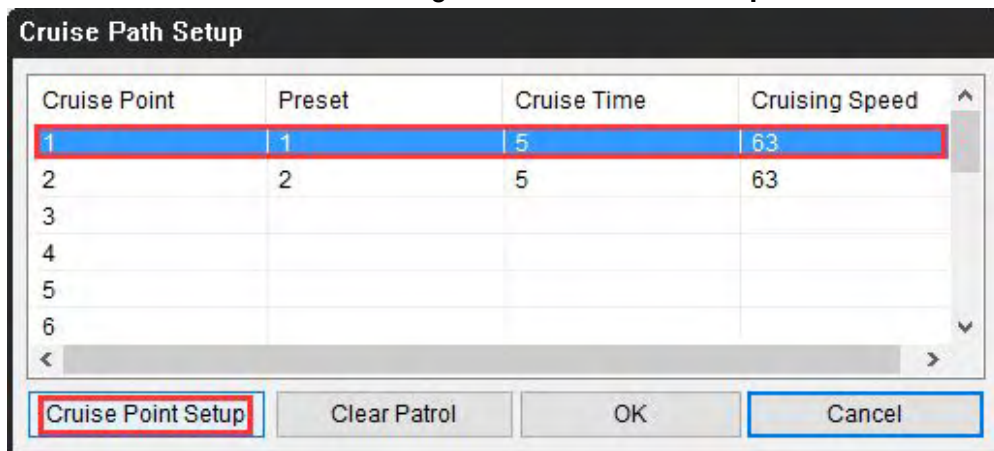 Cruise Path Setup
Cruise Point Preset Cruise Time Cruising Speed
1 1 5 63
2 2 5 63
3
4
5
6
Cruise Point Setup Clear Patrol OK Cancel